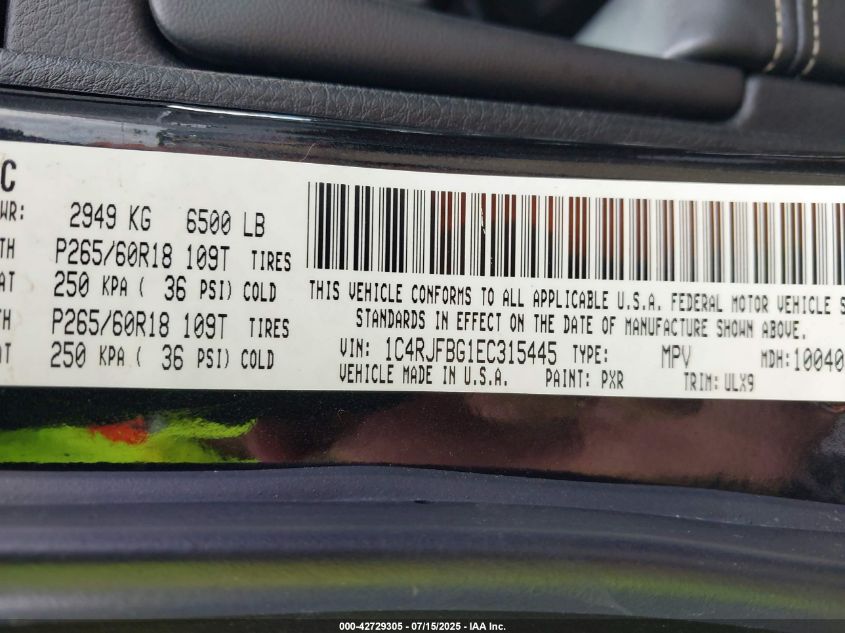 C
WR: 2949 KG 6500 LB
TH P265/60R18 109T TIRES
AT 250 KPA ( 36 PSI) COLD
TH P265/60R18 109T TIRES
AT 250 KPA ( 36 PSI) COLD
THIS VEHICLE CONFORMS TO ALL APPLICABLE U.S.A. FEDERAL MOTOR VEHICLE S
STANDARDS IN EFFECT ON THE DATE OF MANUFACTURE SHOWN ABOVE.
VIN: 1C4RJFBG1EC315445 TYPE: MPV MDH:10040
VEHICLE MADE IN U.S.A. PAINT: PXR TRIM: ULX9
000-42729305 - 07/15/2025 - IAA Inc.